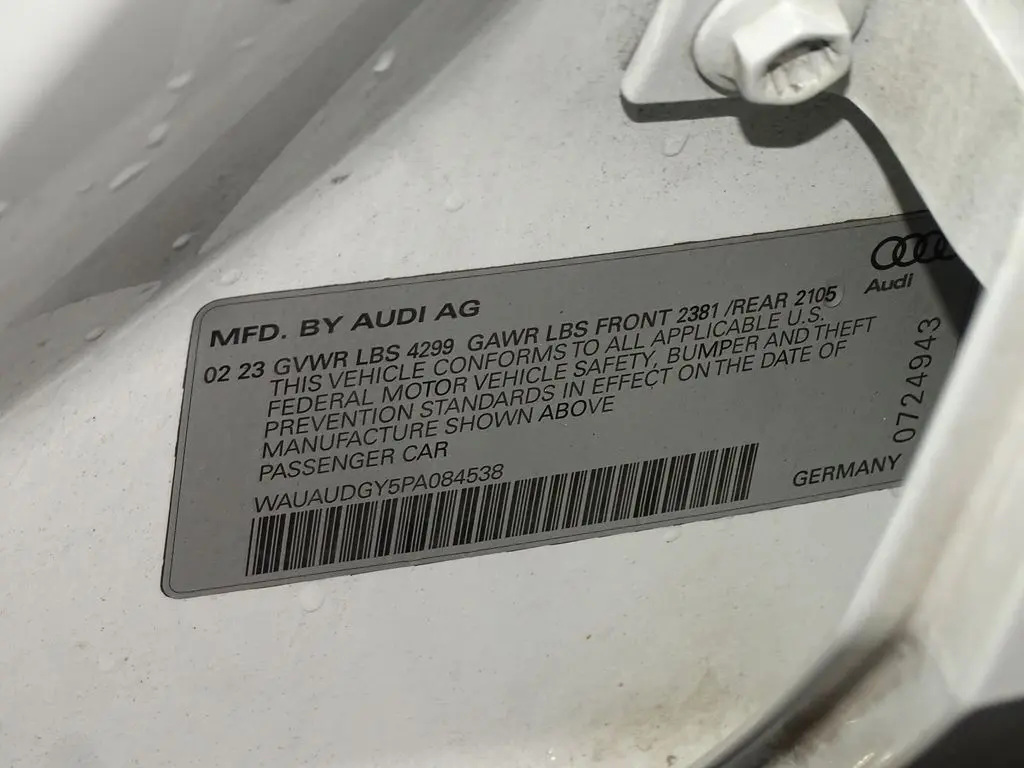 Audi
MFD. BY AUDI AG
02 23 GVWR LBS 4299 GAWR LBS FRONT 2381 /REAR 2105
THIS VEHICLE CONFORMS TO ALL APPLICABLE U.S.
FEDERAL MOTOR VEHICLE SAFETY, BUMPER AND THEFT
PREVENTION STANDARDS IN EFFECT ON THE DATE OF
MANUFACTURE SHOWN ABOVE
PASSENGER CAR
WAUAUDGY5PA084538
GERMANY
0724943